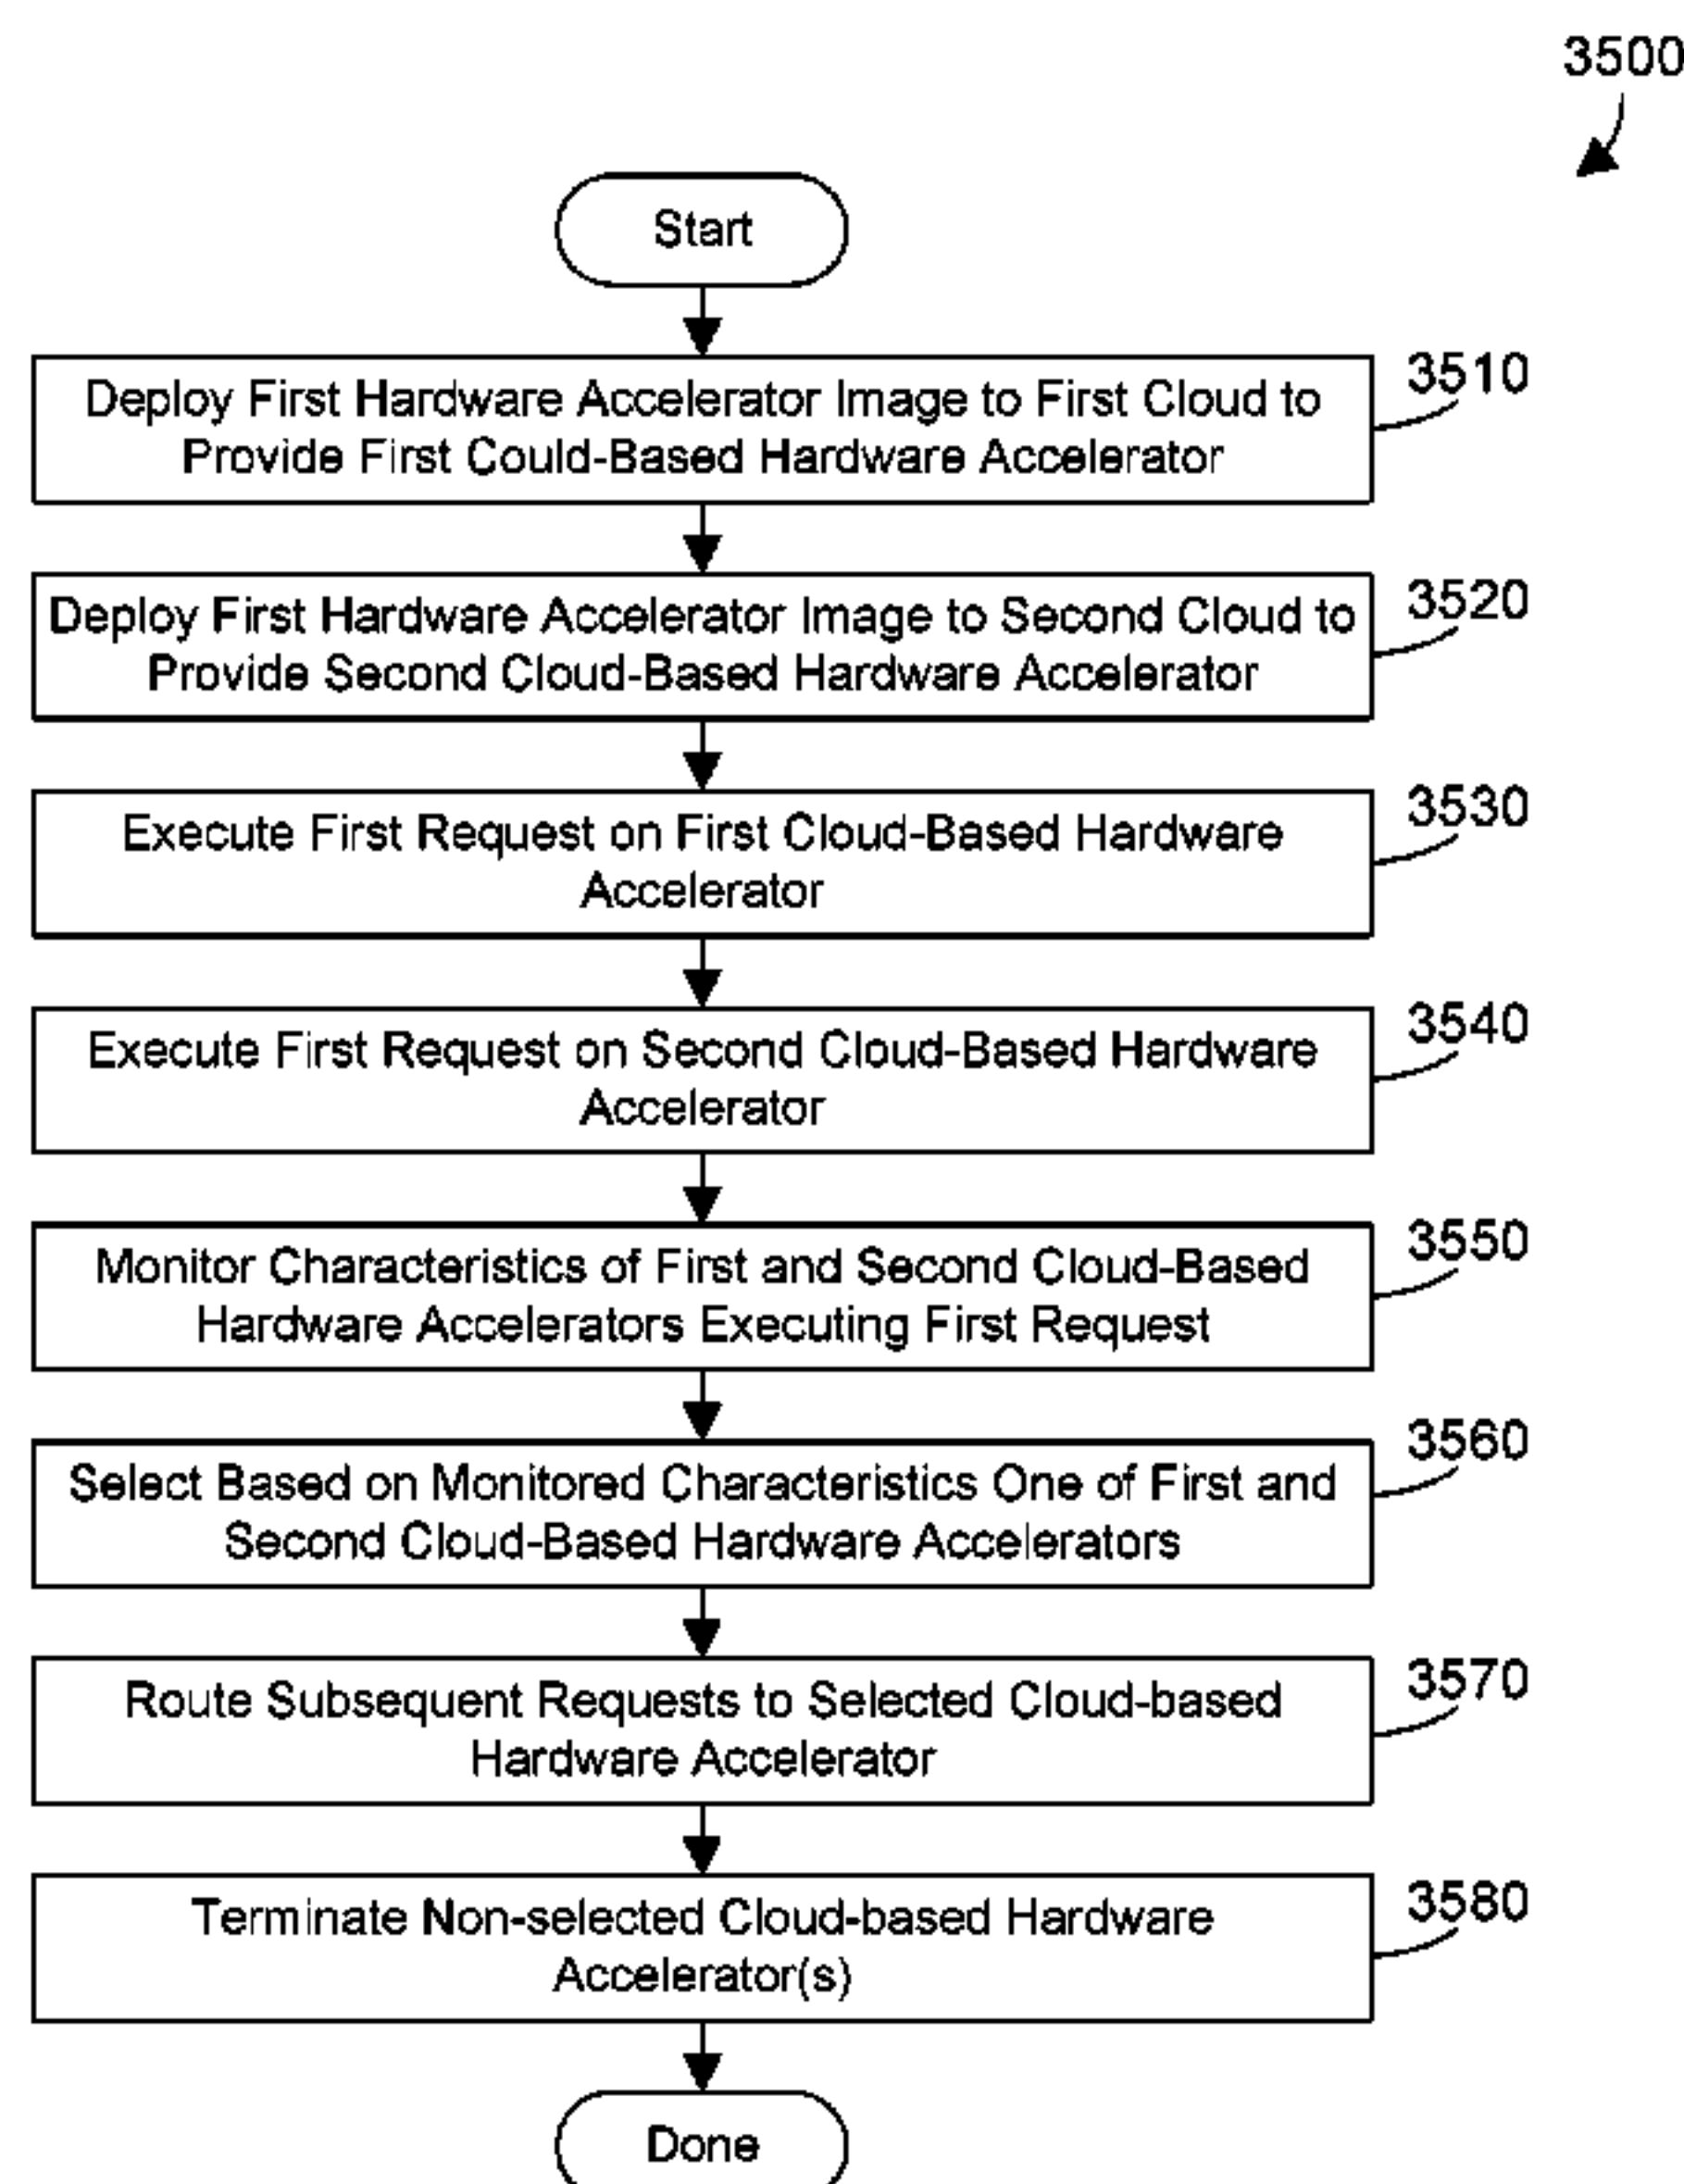 3500
Start
Deploy First Hardware Accelerator Image to First Cloud to
Provide First Could-Based Hardware Accelerator
3510
Deploy First Hardware Accelerator Image to Second Cloud to
Provide Second Cloud-Based Hardware Accelerator
3520
Execute First Request on First Cloud-Based Hardware
Accelerator
3530
Execute First Request on Second Cloud-Based Hardware
Accelerator
3540
Monitor Characteristics of First and Second Cloud-Based
Hardware Accelerators Executing First Request
3550
Select Based on Monitored Characteristics One of First and
Second Cloud-Based Hardware Accelerators
3560
Route Subsequent Requests to Selected Cloud-based
Hardware Accelerator
3570
Terminate Non-selected Cloud-based Hardware
Accelerator(s)
3580
Done